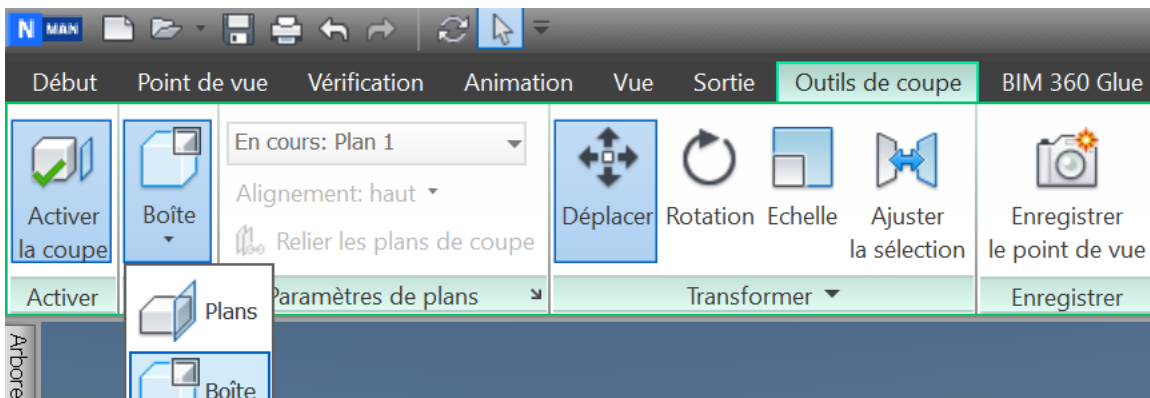 N MAN
Début Point de vue Vérification Animation Vue Sortie Outils de coupe BIM 360 Glue
En cours: Plan 1
Alignement: haut
Relier les plans de coupe
Activer
la coupe
Boîte
Déplacer
Rotation
Echelle
Ajuster
la sélection
Enregistrer
le point de vue
Activer
Paramètres de plans
Transformer
Enregistrer
Plans
Boîte
Arbore